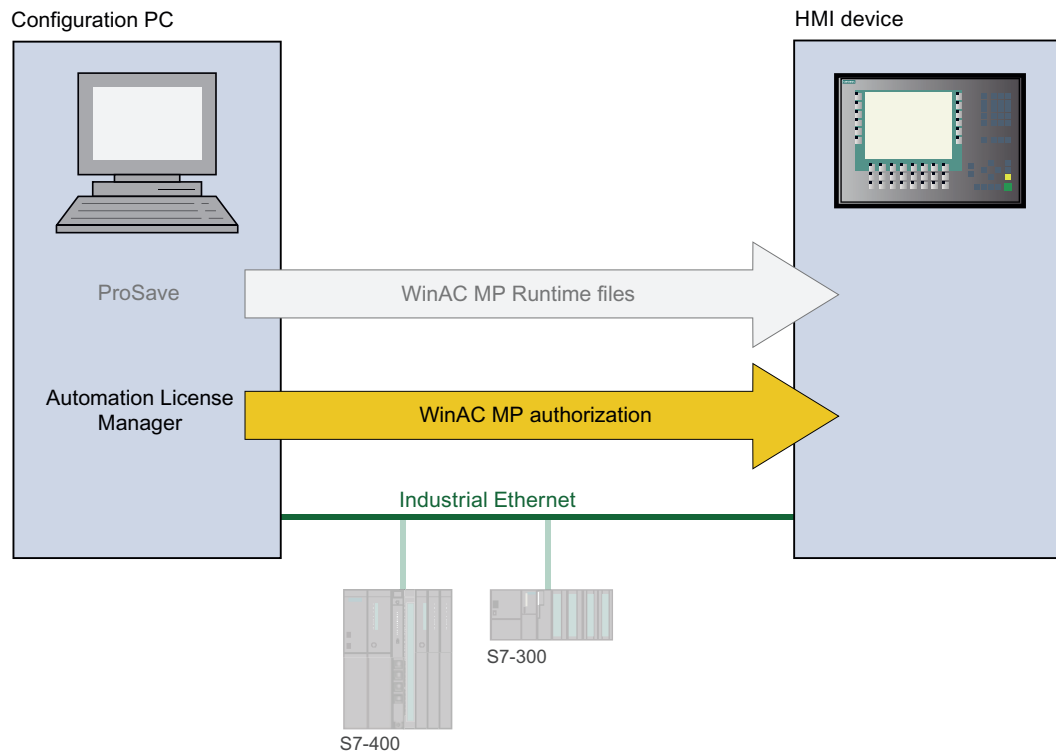 Configuration PC
HMI device
ProSave
WinAC MP Runtime files
Automation License
Manager
WinAC MP authorization
Industrial Ethernet
S7-300
S7-400